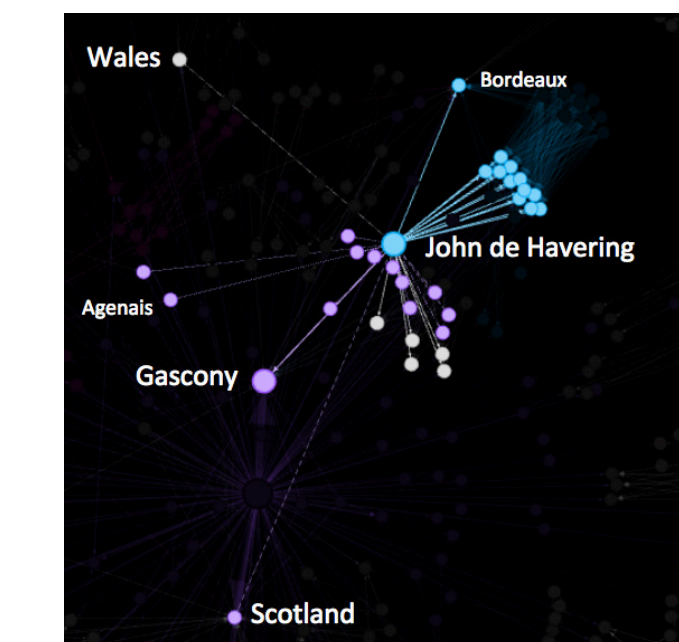 Wales
Bordeaux
John de Havering
Agenais
Gascony
Scotland